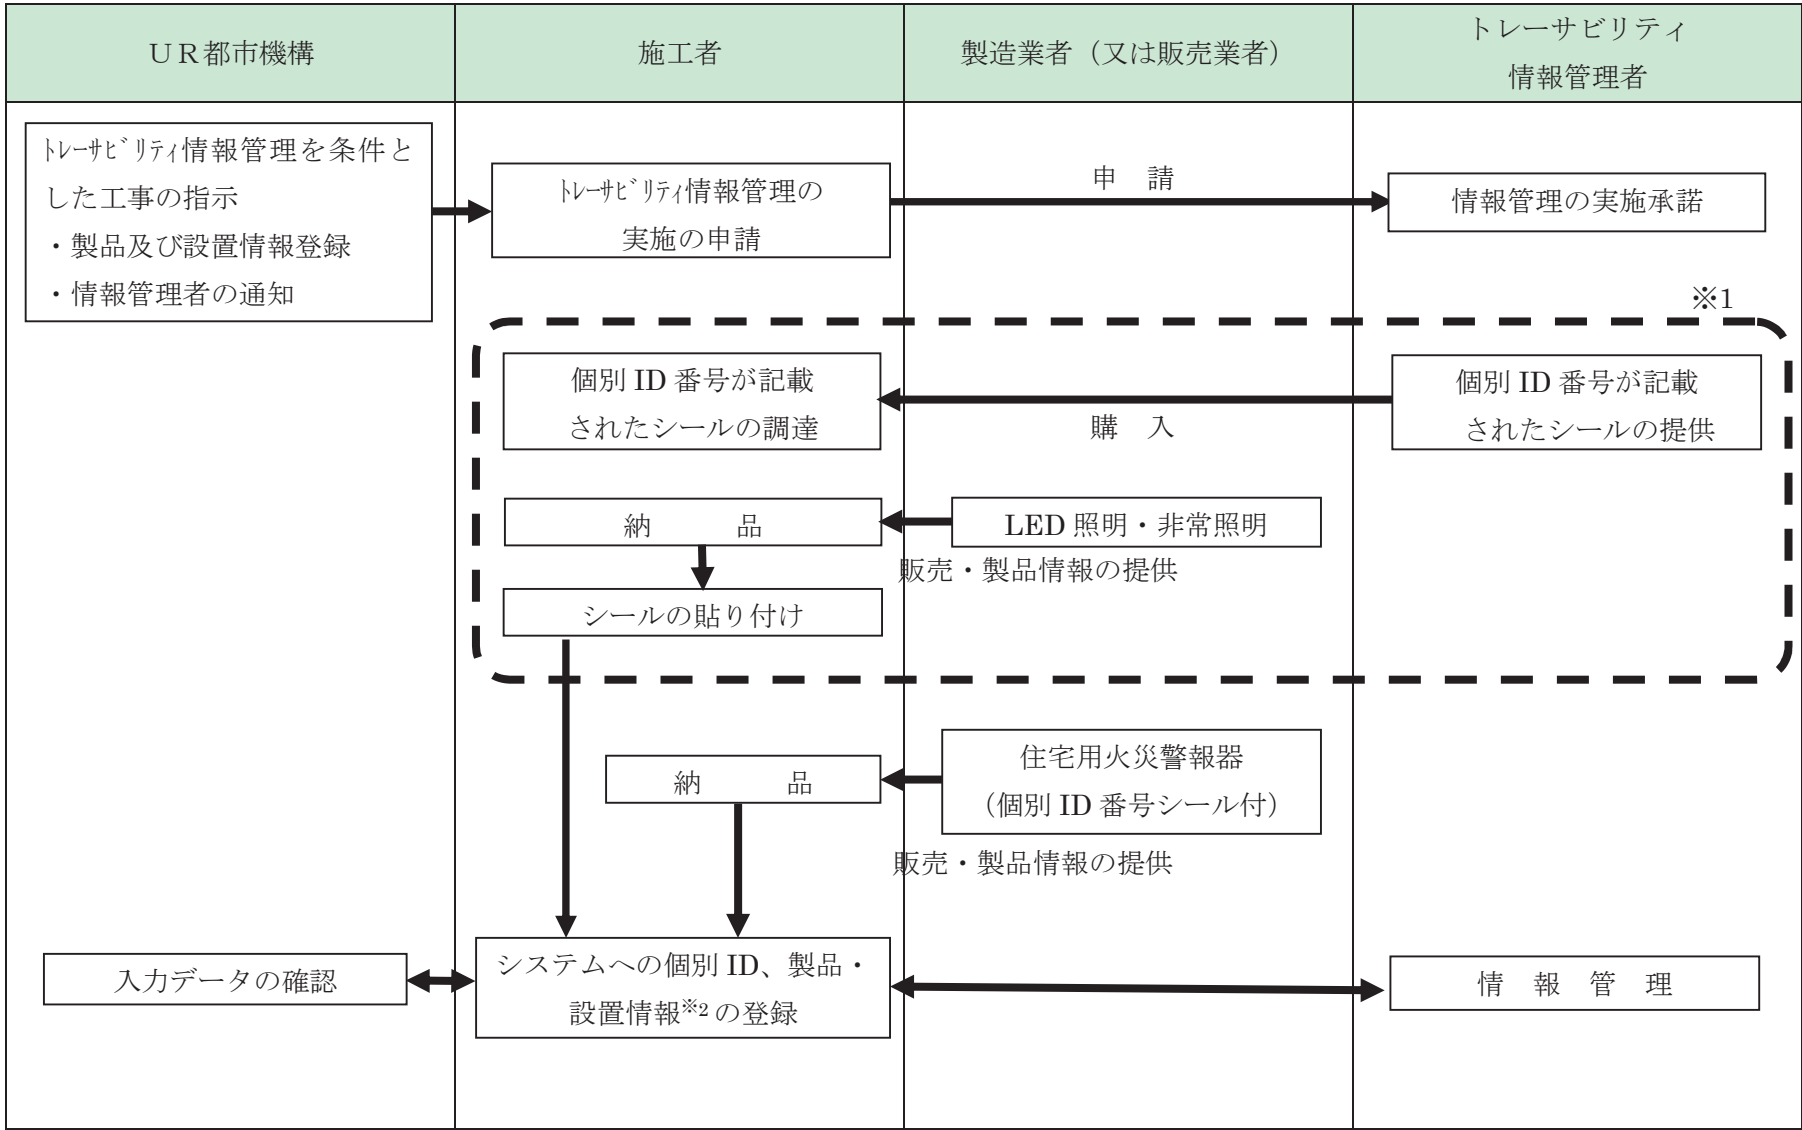 ＵＲ都市機構
施工者
製造業者（又は販売業者）
トレーサビリティ
情報管理者
ﾄﾚｰｻﾋﾞﾘﾃｨ情報管理を条件と
した工事の指示
・製品及び設置情報登録
・情報管理者の通知
ﾄﾚｰｻﾋﾞﾘﾃｨ情報管理の
実施の申請
申　請
情報管理の実施承諾
※1
個別 ID 番号が記載
されたシールの調達
購　入
個別 ID 番号が記載
されたシールの提供
納　　　品
LED 照明・非常照明
販売・製品情報の提供
シールの貼り付け
納　　　品
住宅用火災警報器
（個別 ID 番号シール付）
販売・製品情報の提供
入力データの確認
システムへの個別 ID、製品・
設置情報※2 の登録
情　報　管　理